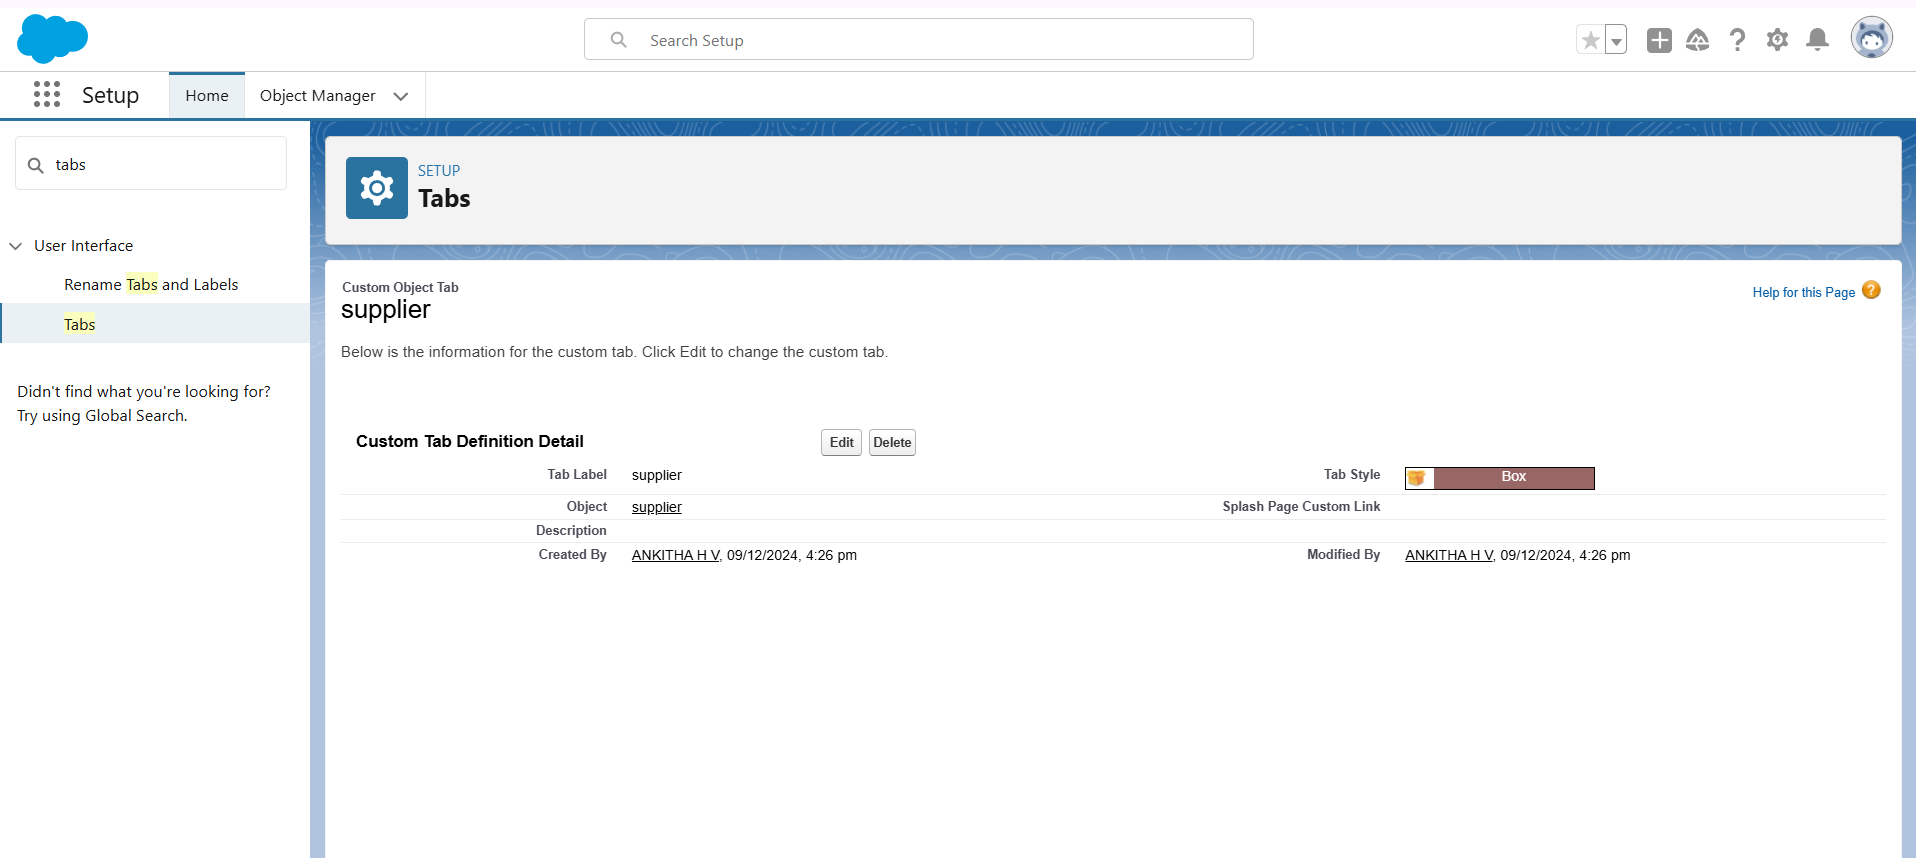 Search Setup
Setup
Home
Object Manager
tabs
User Interface
Rename Tabs and Labels
Tabs
Didn't find what you're looking for?
Try using Global Search.
SETUP
Tabs
Custom Object Tab
supplier
Help for this Page
Below is the information for the custom tab. Click Edit to change the custom tab.
Custom Tab Definition Detail
Edit
Delete
Tab Label supplier
Tab Style Box
Object supplier
Splash Page Custom Link
Description
Created By ANKITHA H V, 09/12/2024, 4:26 pm
Modified By ANKITHA H V, 09/12/2024, 4:26 pm